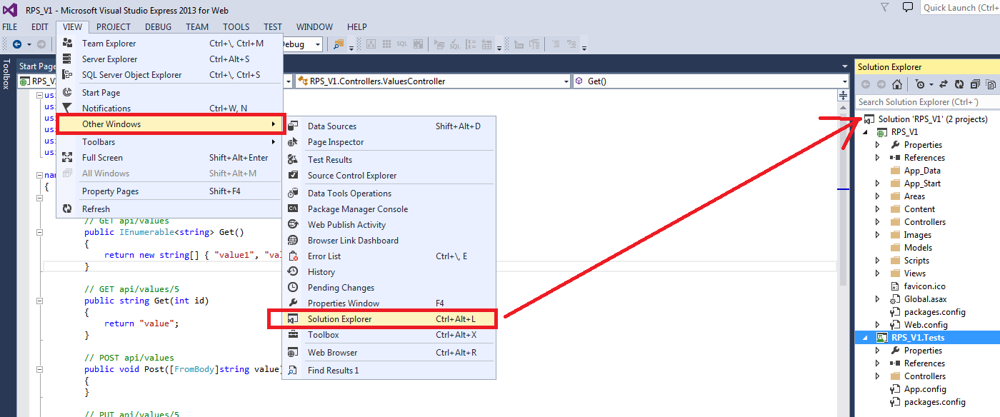 RPS_V1 - Microsoft Visual Studio Express 2013 for Web
Quick Launch (Ctrl+
FILE EDIT VIEW PROJECT DEBUG TEAM TOOLS TEST WINDOW HELP
ebug
Toolbox
Start Page
RPS_V1
RPS_V1.Controllers.ValuesController
Get()
Team Explorer Ctrl+\, Ctrl+M
Server Explorer Ctrl+Alt+S
SQL Server Object Explorer Ctrl+\, Ctrl+S
Start Page
Notifications Ctrl+W, N
Other Windows
Toolbars
Full Screen Shift+Alt+Enter
All Windows Shift+Alt+M
Property Pages Shift+F4
Refresh
Data Sources Shift+Alt+D
Page Inspector
Test Results
Source Control Explorer
Data Tools Operations
Package Manager Console
Web Publish Activity
Browser Link Dashboard
Error List Ctrl+\, E
History
Pending Changes
Properties Window F4
Solution Explorer Ctrl+Alt+L
Toolbox Ctrl+Alt+X
Web Browser Ctrl+Alt+R
Find Results 1
usi
usi
usi
usi
usi
usi
nam
{
// GET api/values
public IEnumerable<string> Get()
{
return new string[] { "value1", "val
}
// GET api/values/5
public string Get(int id)
{
return "value";
}
// POST api/values
public void Post([FromBody]string value)
{
}
// PUT api/values/5
Solution Explorer
Search Solution Explorer (Ctrl+ ')
Solution 'RPS_V1' (2 projects)
RPS_V1
Properties
References
App_Data
App_Start
Areas
Content
Controllers
Images
Models
Scripts
Views
favicon.ico
Global.asax
packages.config
Web.config
RPS_V1.Tests
Properties
References
Controllers
App.config
packages.config